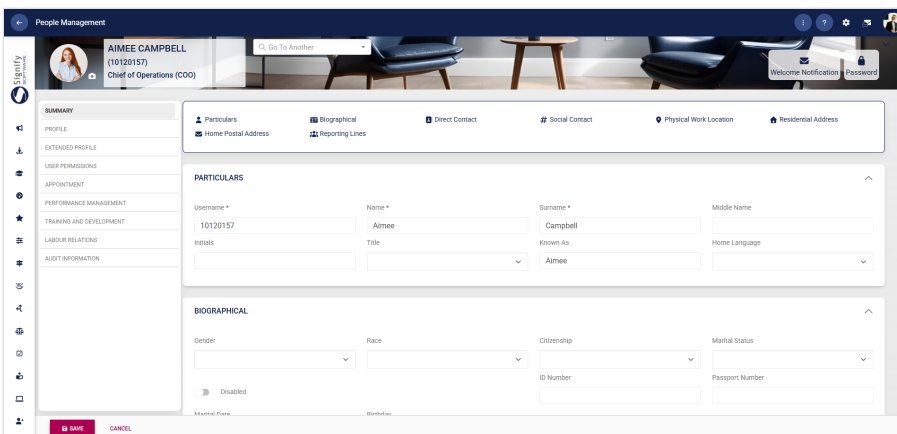 People Management
?
AIMEE CAMPBELL
(10120157)
Chief of Operations (COO)
Go To Another
Welcome Notification
Password
Signify
SOFTWARE
SUMMARY
PROFILE
EXTENDED PROFILE
USER PERMISSIONS
APPOINTMENT
PERFORMANCE MANAGEMENT
TRAINING AND DEVELOPMENT
LABOUR RELATIONS
AUDIT INFORMATION
Particulars Biographical Direct Contact # Social Contact Physical Work Location Residential Address
Home Postal Address Reporting Lines
PARTICULARS
Username * Name * Surname * Middle Name
10120157 Aimee Campbell
Initials Title Known As Home Language
Aimee
BIOGRAPHICAL
Gender Race Citizenship Marital Status
ID Number Passport Number
Disabled
Marital Date Birthday
SAVE CANCEL